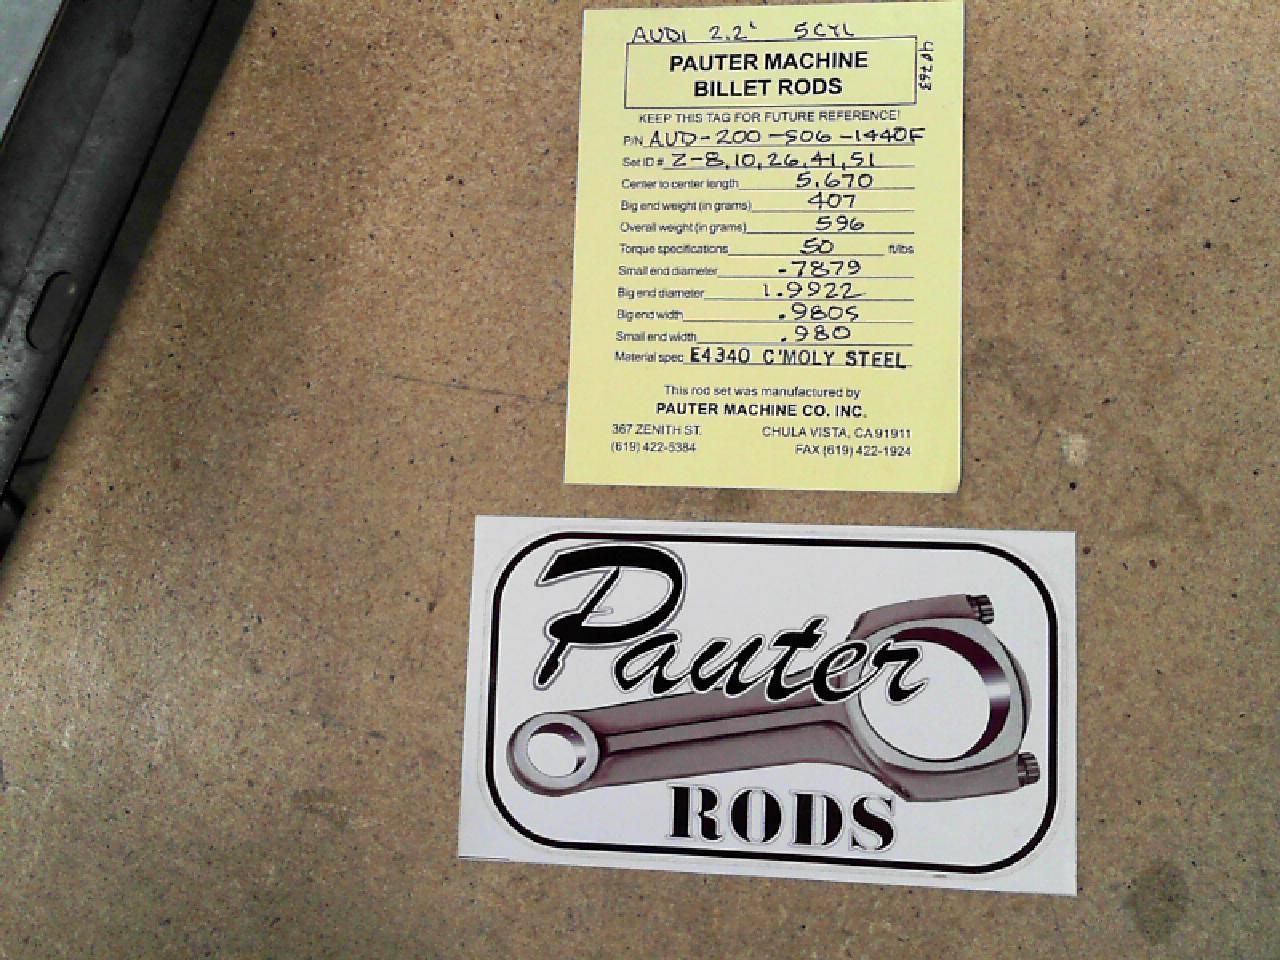 AUDI 2.2L 5CYL
PAUTER MACHINE
BILLET RODS
KEEP THIS TAG FOR FUTURE REFERENCE!
P/N AUD-200-506-1440F
Set ID# Z-8,10,26,41,51
Center to center length 5.670
Big end weight (in grams) 407
Overall weight (in grams) 596
Torque specifications 50 ft/lbs
Small end diameter .7879
Big end diameter 1.9922
Big end width .9805
Small end width .980
Material spec E4340 C'MOLY STEEL
This rod set was manufactured by
PAUTER MACHINE CO. INC.
367 ZENITH ST. CHULA VISTA, CA 91911
(619) 422-5384 FAX (619) 422-1924
Pauter
RODS